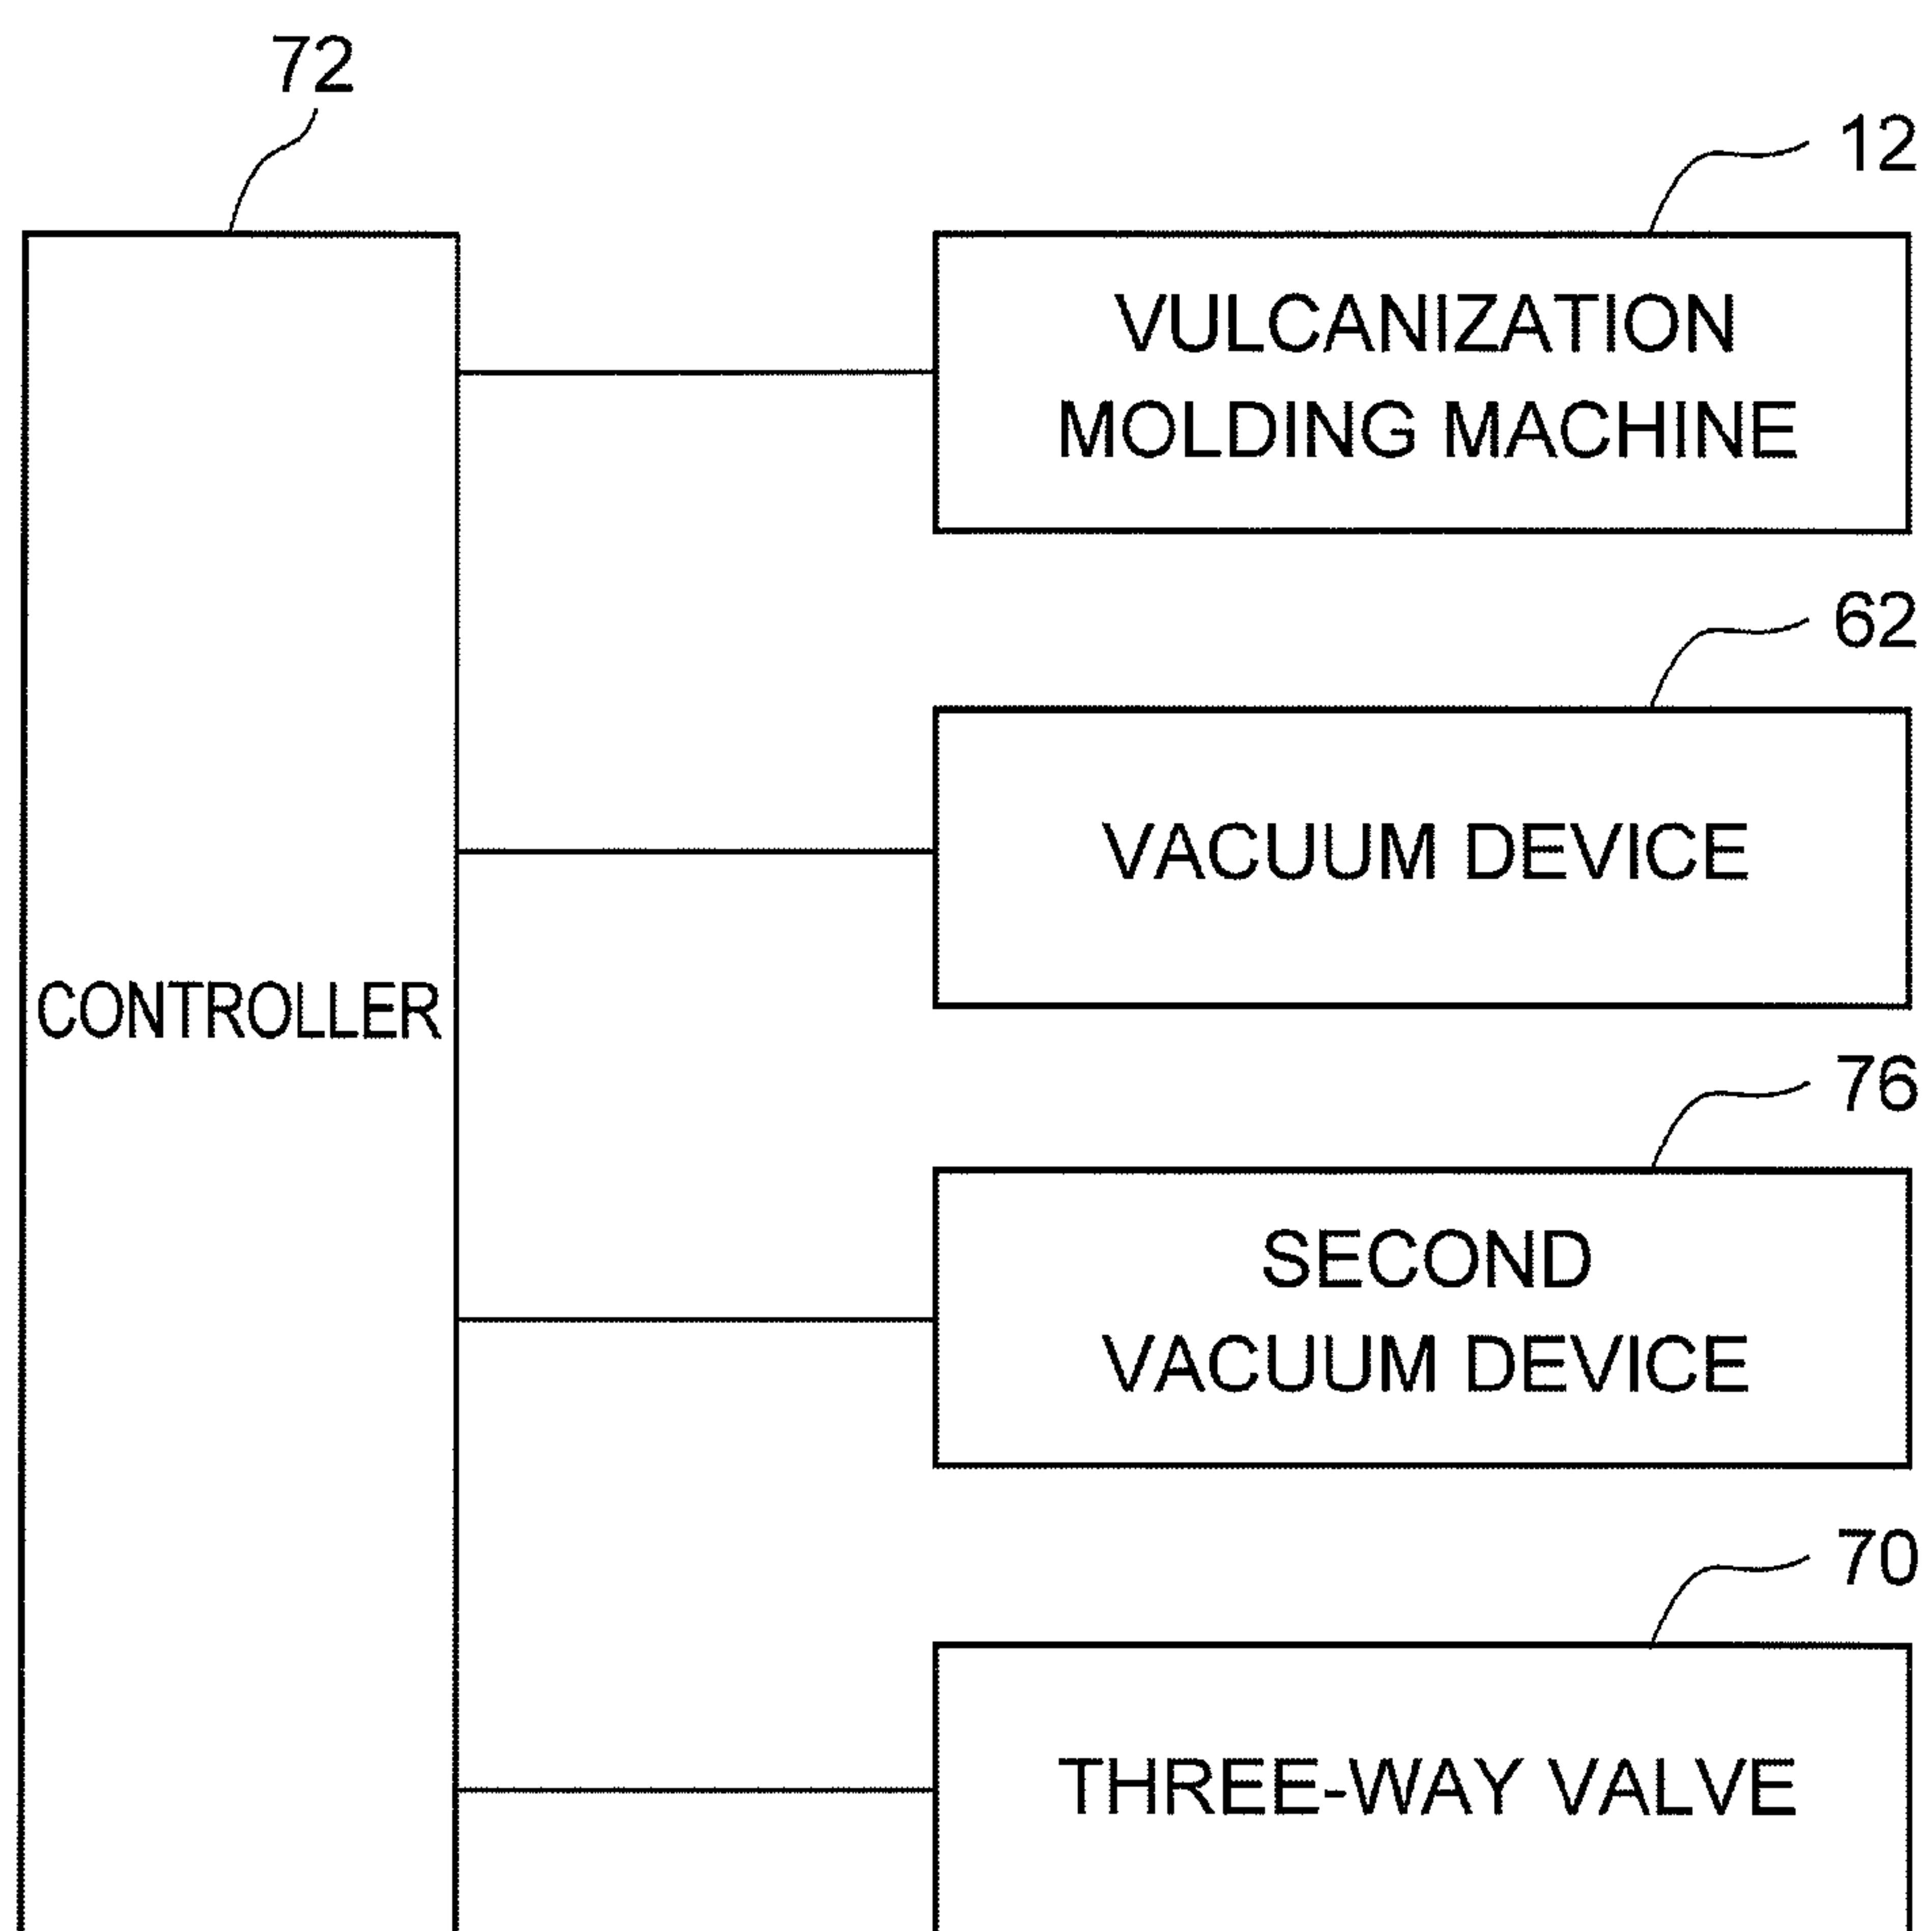 72
12
VULCANIZATION
MOLDING MACHINE
62
VACUUM DEVICE
CONTROLLER
76
SECOND
VACUUM DEVICE
70
THREE-WAY VALVE